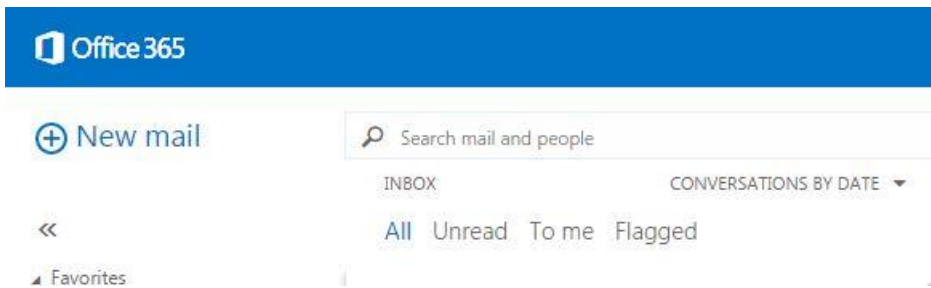 Office 365
New mail
Search mail and people
INBOX CONVERSATIONS BY DATE
All Unread To me Flagged
Favorites